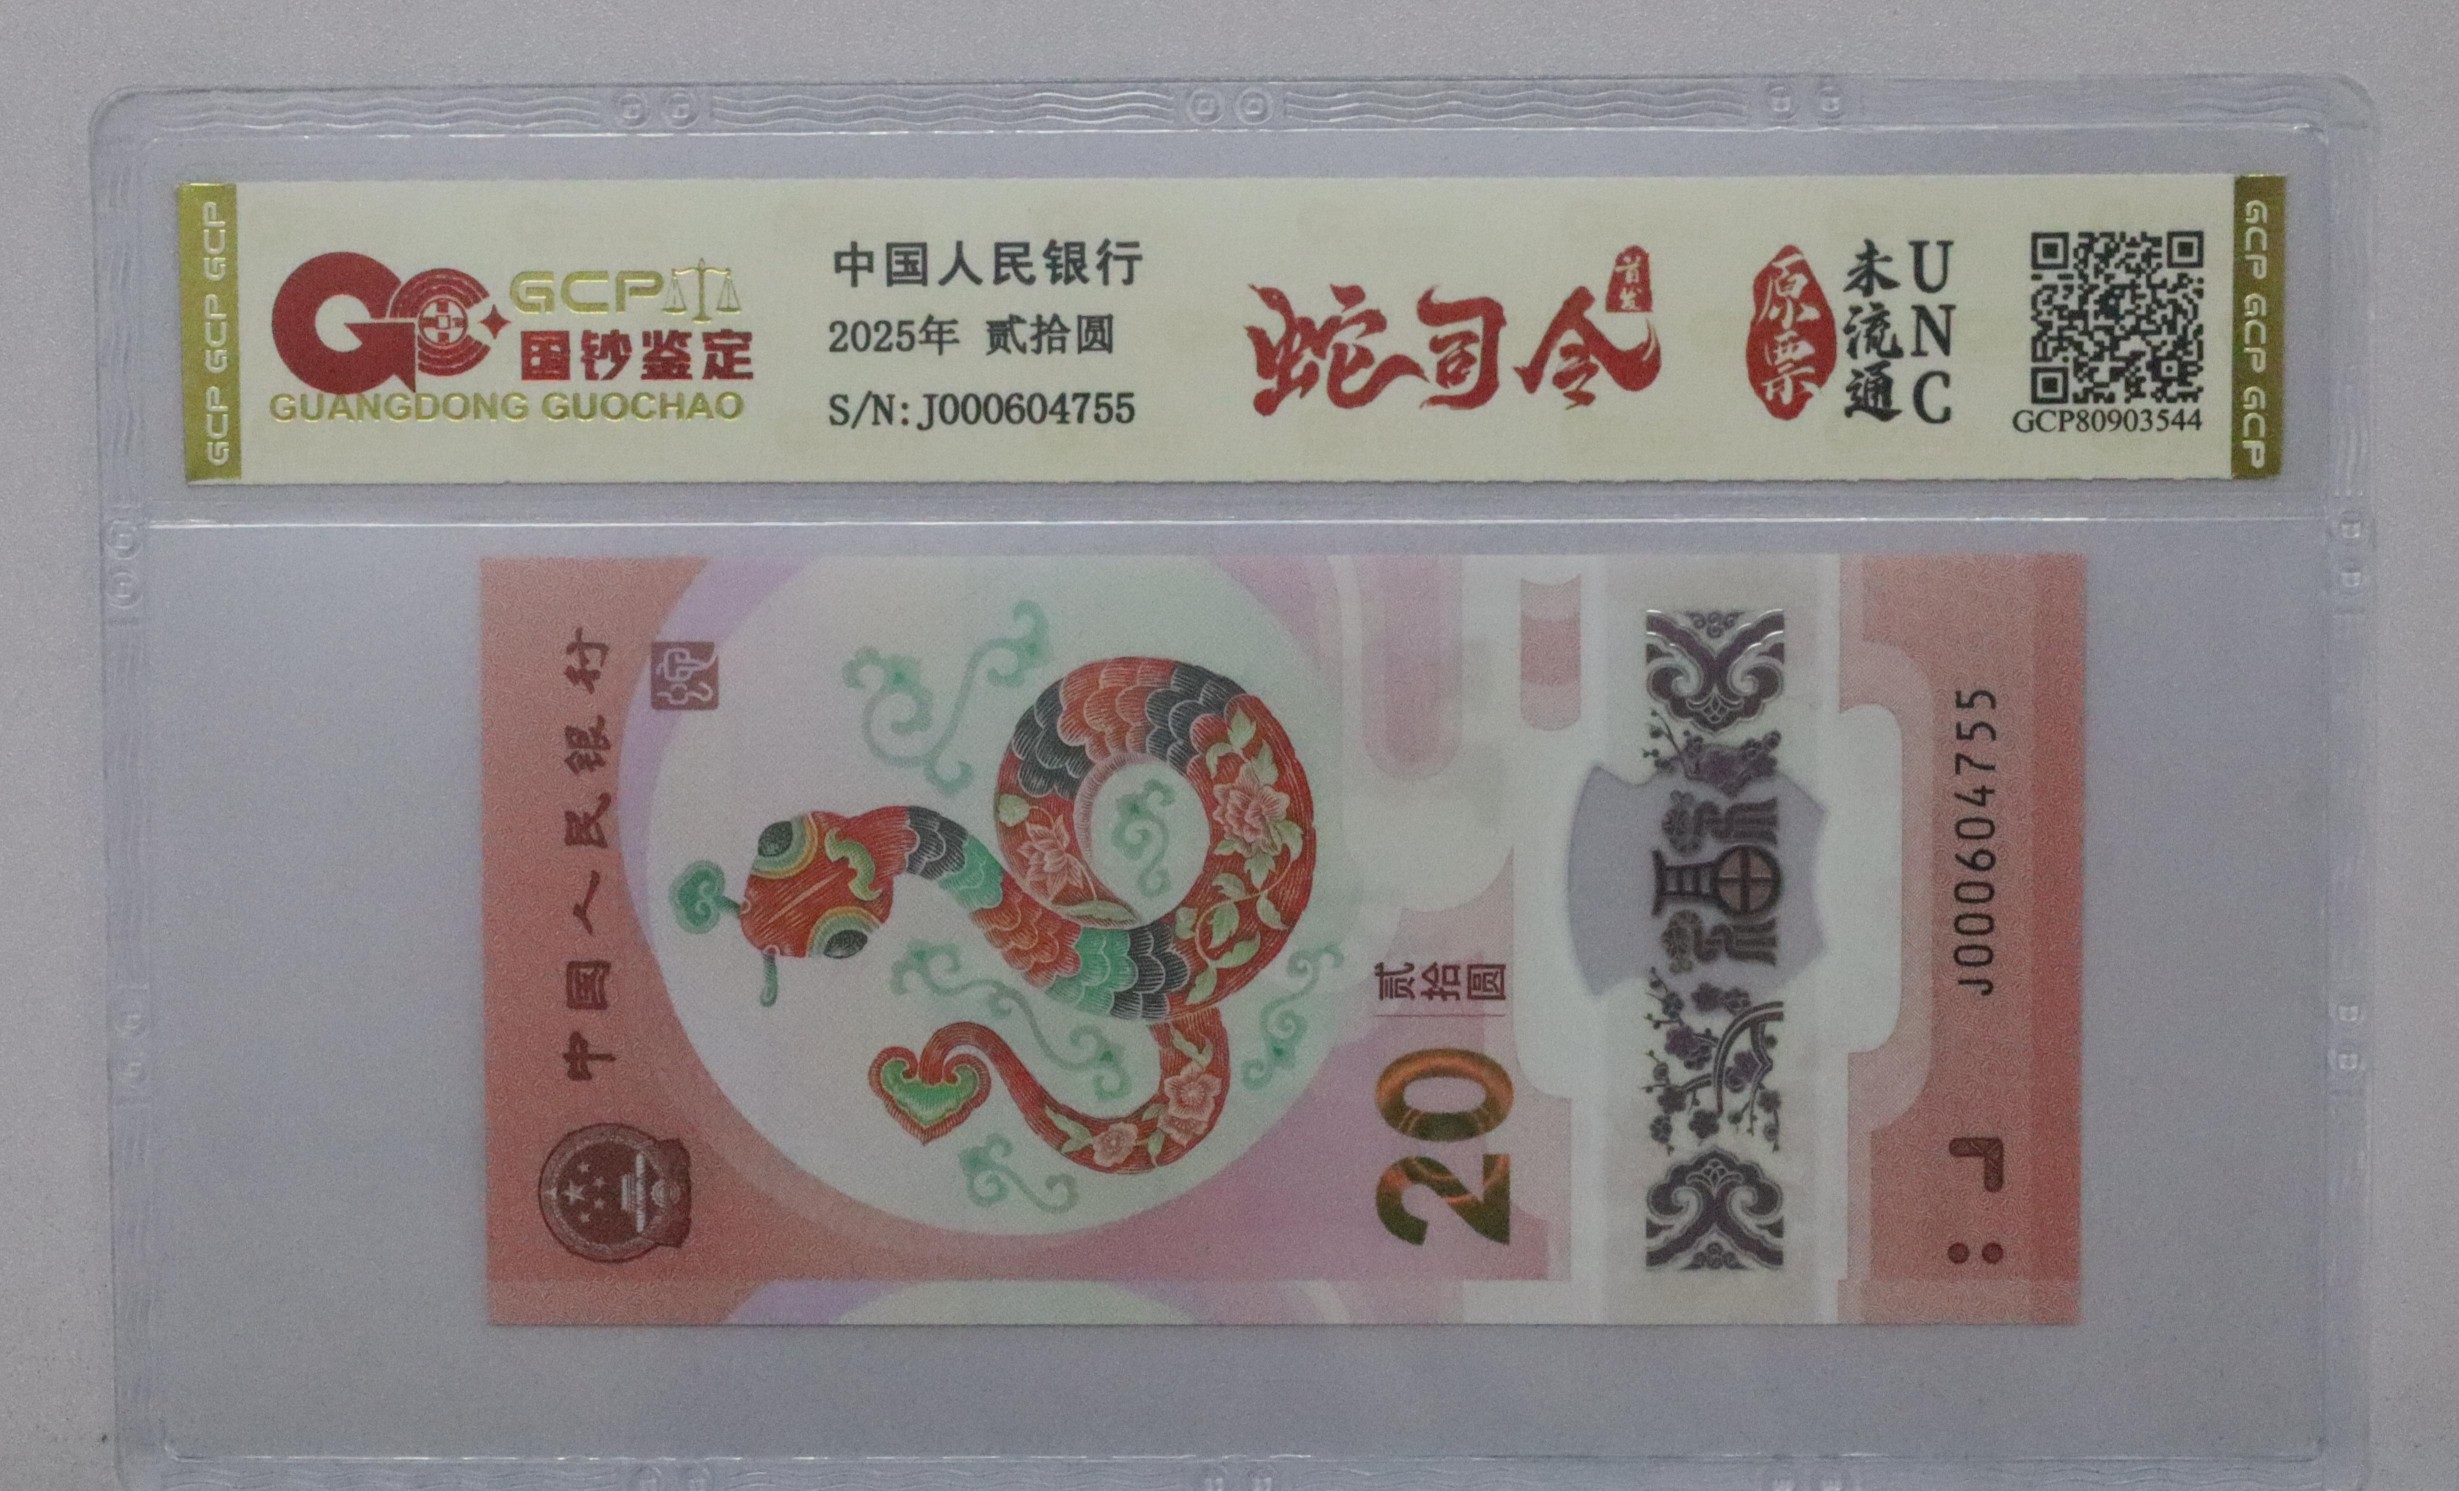 GCP GCP GCP
GCP
国钞鉴定
GUANGDONG GUOCHAO
中国人民银行
2025年 贰拾圆
S/N:J000604755
蛇司令
首发
原票
未流通
UNC
GCP80903544
GCP GCP GCP
中国人民银行
贰拾圆
20
福
J000604755